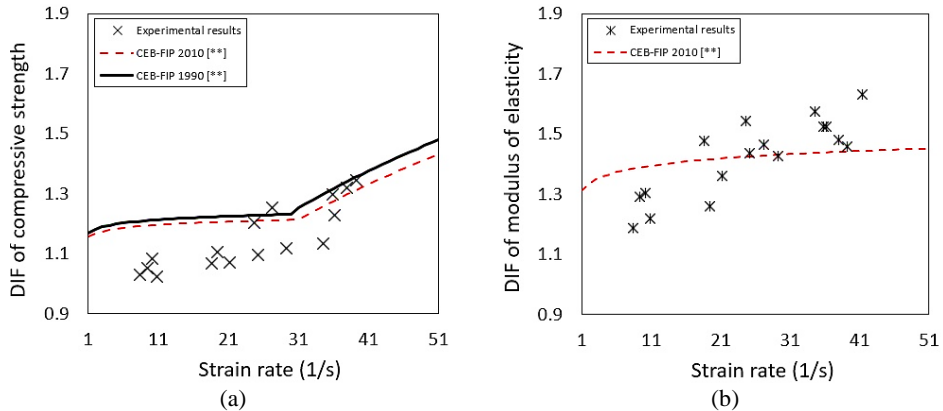 DIF of compressive strength
1.9
1.7
1.5
1.3
1.1
0.9
Experimental results
CEB-FIP 2010 [**]
CEB-FIP 1990 [**]
1 11 21 31 41 51
Strain rate (1/s)
(a)
DIF of modulus of elasticity
1.9
1.7
1.5
1.3
1.1
0.9
Experimental results
CEB-FIP 2010 [**]
1 11 21 31 41 51
Strain rate (1/s)
(b)